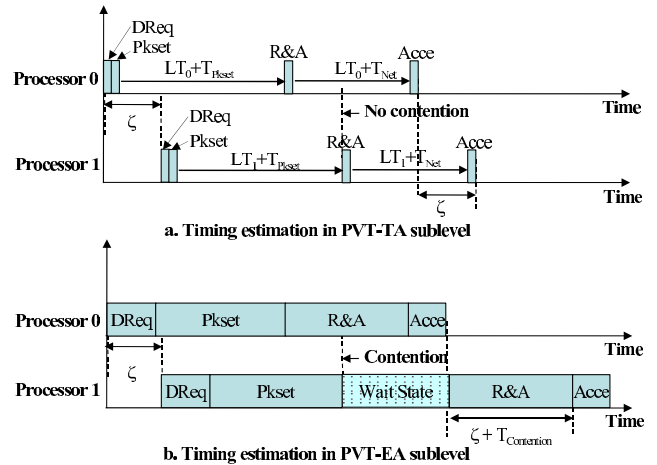 DReq
Pkset
R&A
Acce
Processor 0
LT0+TPkset
LT0+TNet
Time
ζ
No contention
DReq
Pkset
R&A
Acce
Processor 1
LT1+TPkset
LT1+TNet
ζ
Time
a. Timing estimation in PVT-TA sublevel
Processor 0
DReq
Pkset
R&A
Acce
Time
ζ
Contention
Processor 1
DReq
Pkset
Wait State
R&A
Acce
Time
ζ + TContention
b. Timing estimation in PVT-EA sublevel